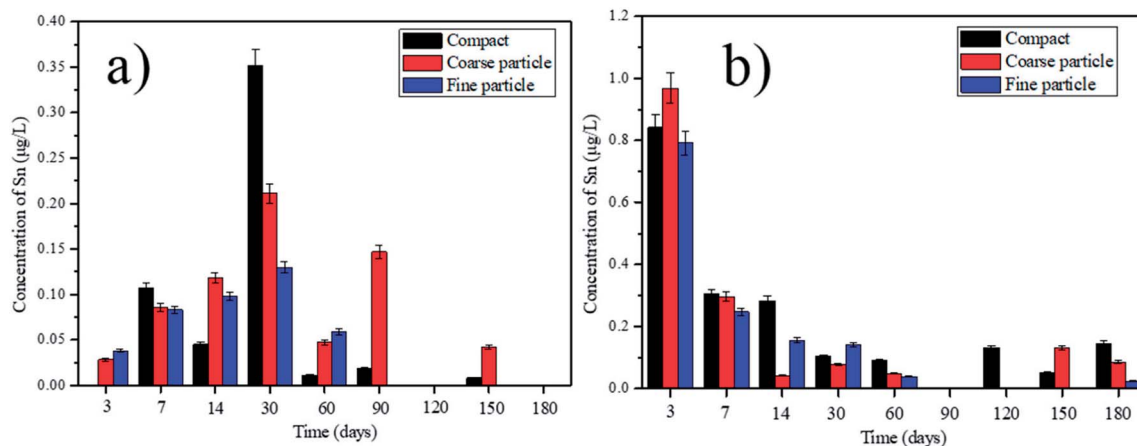 a)
Compact
Coarse particle
Fine particle
Concentration of Sn (µg/L)
0.40
0.35
0.30
0.25
0.20
0.15
0.10
0.05
0.00
3 7 14 30 60 90 120 150 180
Time (days)
b)
Compact
Coarse particle
Fine particle
Concentration of Sn (µg/L)
1.2
1.0
0.8
0.6
0.4
0.2
0.0
3 7 14 30 60 90 120 150 180
Time (days)